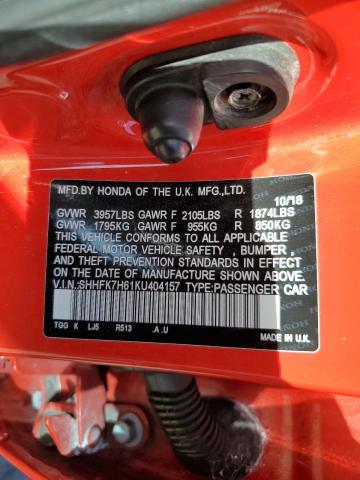 MFD.BY HONDA OF THE U.K. MFG.,LTD.
10/18
GVWR 3957LBS GAWR F 2105LBS R 1874LBS
GVWR 1795KG GAWR F 955KG R 850KG
THIS VEHICLE CONFORMS TO ALL APPLICABLE
FEDERAL MOTOR VEHICLE SAFETY , BUMPER ,
AND THEFT PREVENTION STANDARDS IN EFFECT
ON THE DATE OF MANUFACTURE SHOWN ABOVE.
V.I.N.:SHHFK7H61KU404157 TYPE:PASSENGER CAR
TGG K LJ5 R513 .A .U
MADE IN U.K.